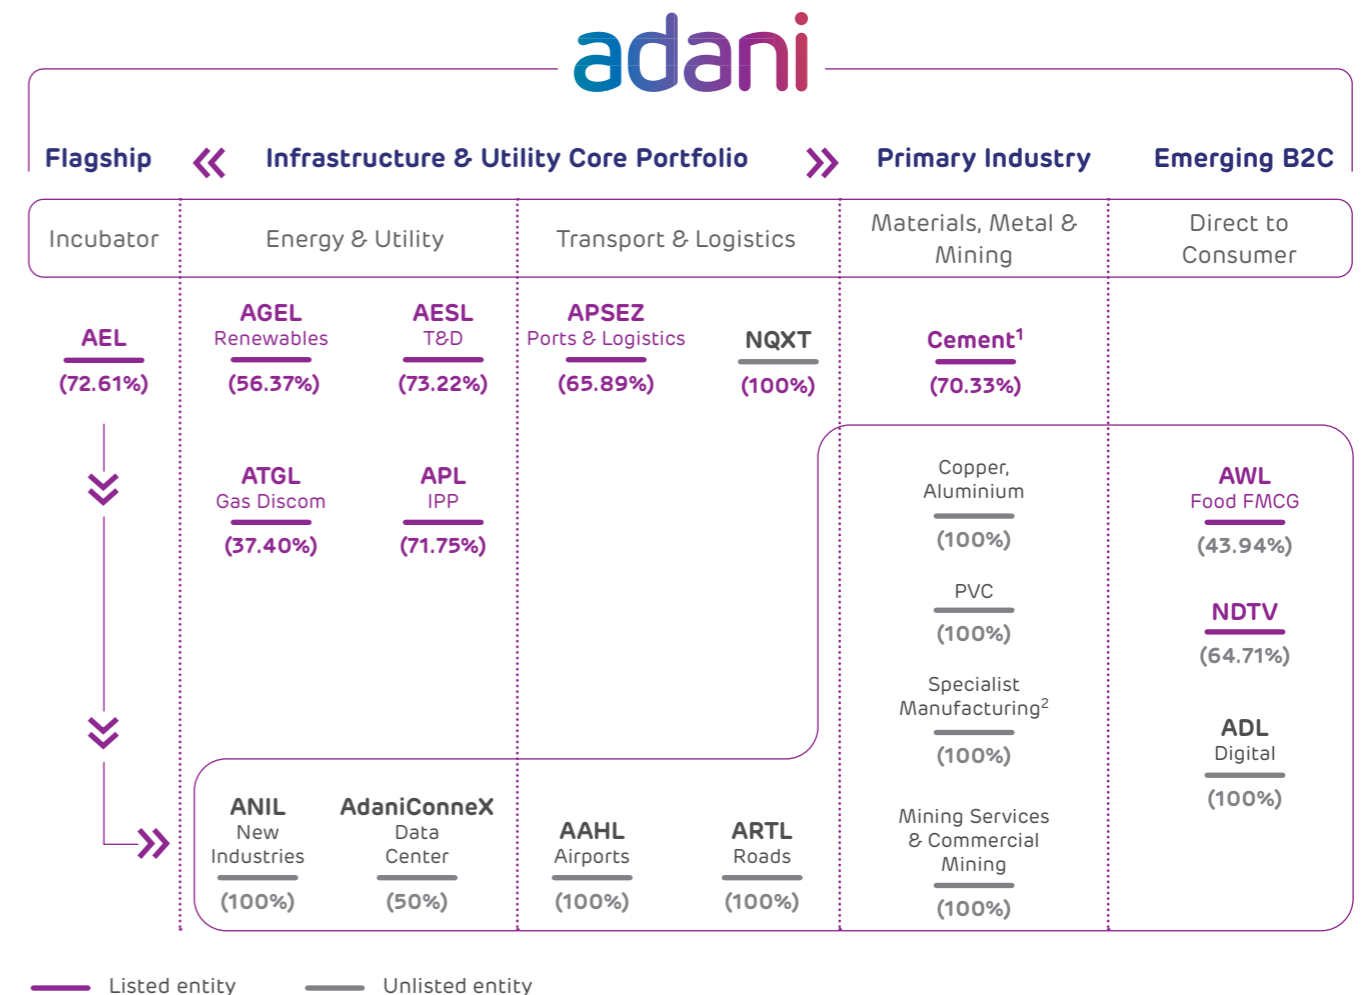 adani
Flagship
Infrastructure & Utility Core Portfolio
Primary Industry
Emerging B2C
Incubator
Energy & Utility
Transport & Logistics
Materials, Metal &
Mining
Direct to
Consumer
AEL
(72.61%)
AGEL
Renewables
(56.37%)
AESL
T&D
(73.22%)
APSEZ
Ports & Logistics
(65.89%)
NQXT
(100%)
Cement¹
(70.33%)
ATGL
Gas Discom
(37.40%)
APL
IPP
(71.75%)
Copper,
Aluminium
(100%)
PVC
(100%)
Specialist
Manufacturing²
(100%)
Mining Services
& Commercial
Mining
(100%)
AWL
Food FMCG
(43.94%)
NDTV
(64.71%)
ADL
Digital
(100%)
ANIL
New
Industries
(100%)
AdaniConneX
Data
Center
(50%)
AAHL
Airports
(100%)
ARTL
Roads
(100%)
Listed entity
Unlisted entity